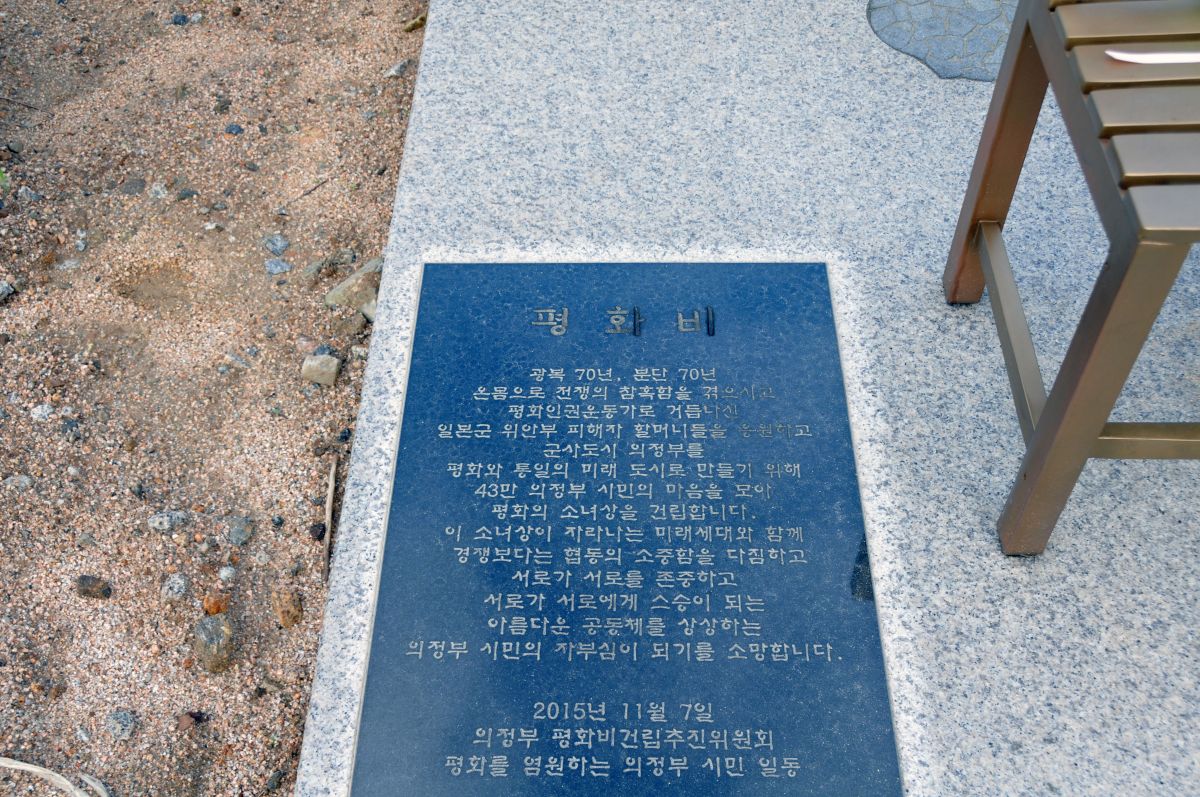 평 화 비
광복 70년, 분단 70년
온몸으로 전쟁의 참혹함을 겪으시고
평화인권운동가로 거듭나신
일본군 위안부 피해자 할머니들을 응원하고
군사도시 의정부를
평화와 통일의 미래 도시로 만들기 위해
43만 의정부 시민의 마음을 모아
평화의 소녀상을 건립합니다.
이 소녀상이 자라나는 미래세대와 함께
경쟁보다는 협동의 소중함을 다짐하고
서로가 서로를 존중하고
서로가 서로에게 스승이 되는
아름다운 공동체를 상상하는
의정부 시민의 자부심이 되기를 소망합니다.
2015년 11월 7일
의정부 평화비건립추진위원회
평화를 염원하는 의정부 시민 일동